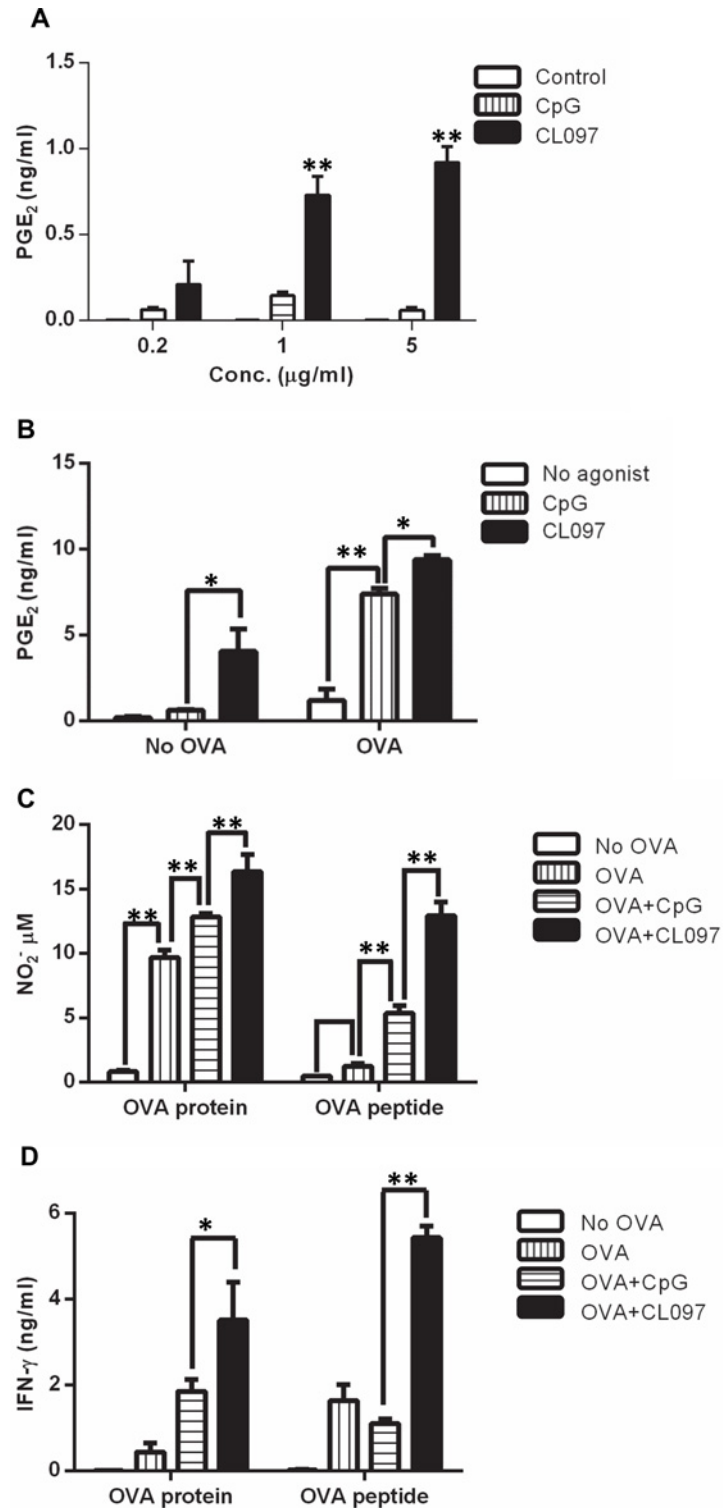 A
PGE₂ (ng/ml)
1.5
1.0
0.5
0.0
Control
CpG
CL097
**
**
0.2 1 5
Conc. (μg/ml)
B
PGE₂ (ng/ml)
15
10
5
0
No agonist
CpG
CL097
*
**
*
No OVA OVA
C
NO₂⁻ μM
20
15
10
5
0
No OVA
OVA
OVA+CpG
OVA+CL097
**
**
**
**
**
OVA protein OVA peptide
D
IFN-γ (ng/ml)
6
4
2
0
No OVA
OVA
OVA+CpG
OVA+CL097
*
**
OVA protein OVA peptide